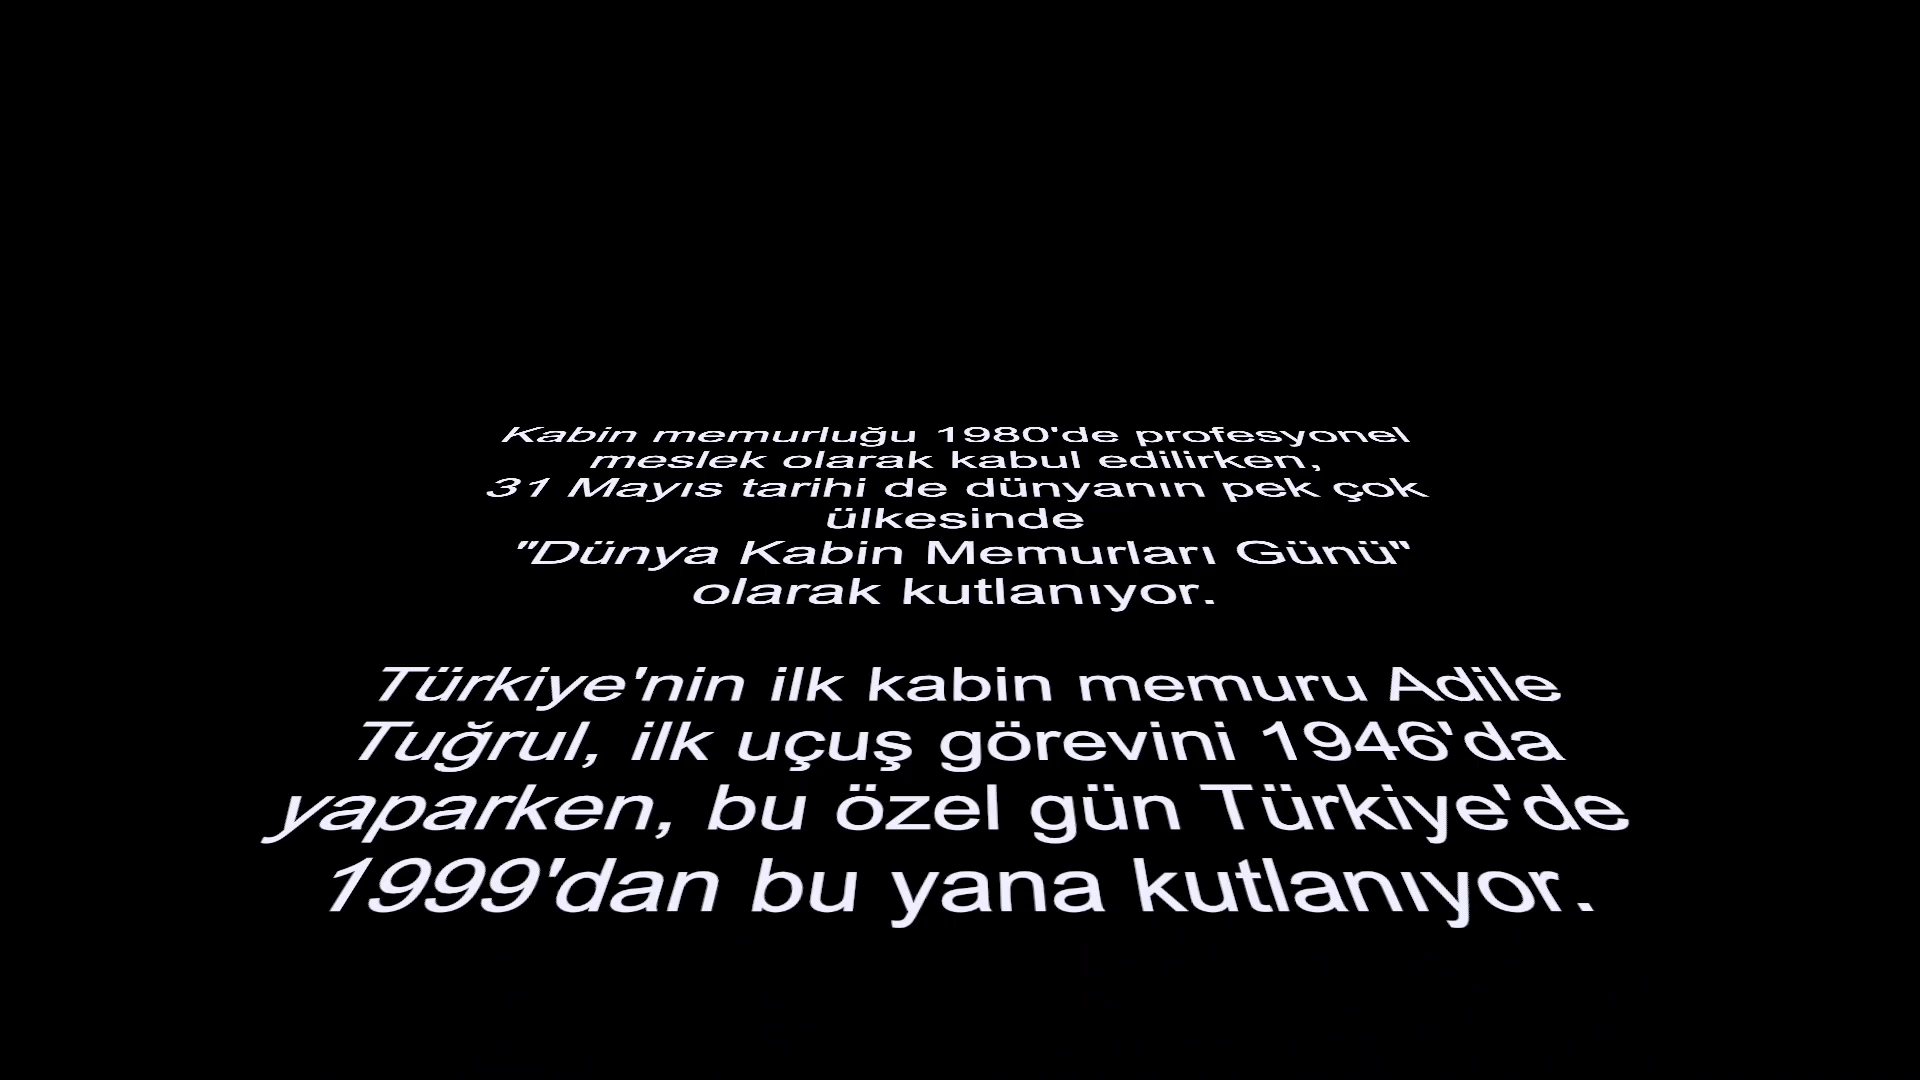 Kabin memurluğu 1980'de profesyonel
meslek olarak kabul edilirken,
31 Mayıs tarihi de dünyanın pek çok
ülkesinde
"Dünya Kabin Memurları Günü"
olarak kutlanıyor.
Türkiye'nin ilk kabin memuru Adile
Tuğrul, ilk uçuş görevini 1946'da
yaparken, bu özel gün Türkiye'de
1999'dan bu yana kutlanıyor.